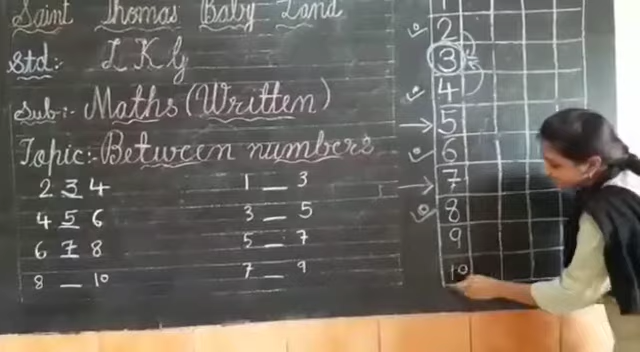 Saint Thomas Baby Land
Std:- L K G
Sub:- Maths (Written)
Topic:- Between numbers
2 3 4 1 _ 3
4 5 6 3 _ 5
6 7 8 5 _ 7
8 _ 10 7 _ 9
1
2
3
4
5
6
7
8
9
10